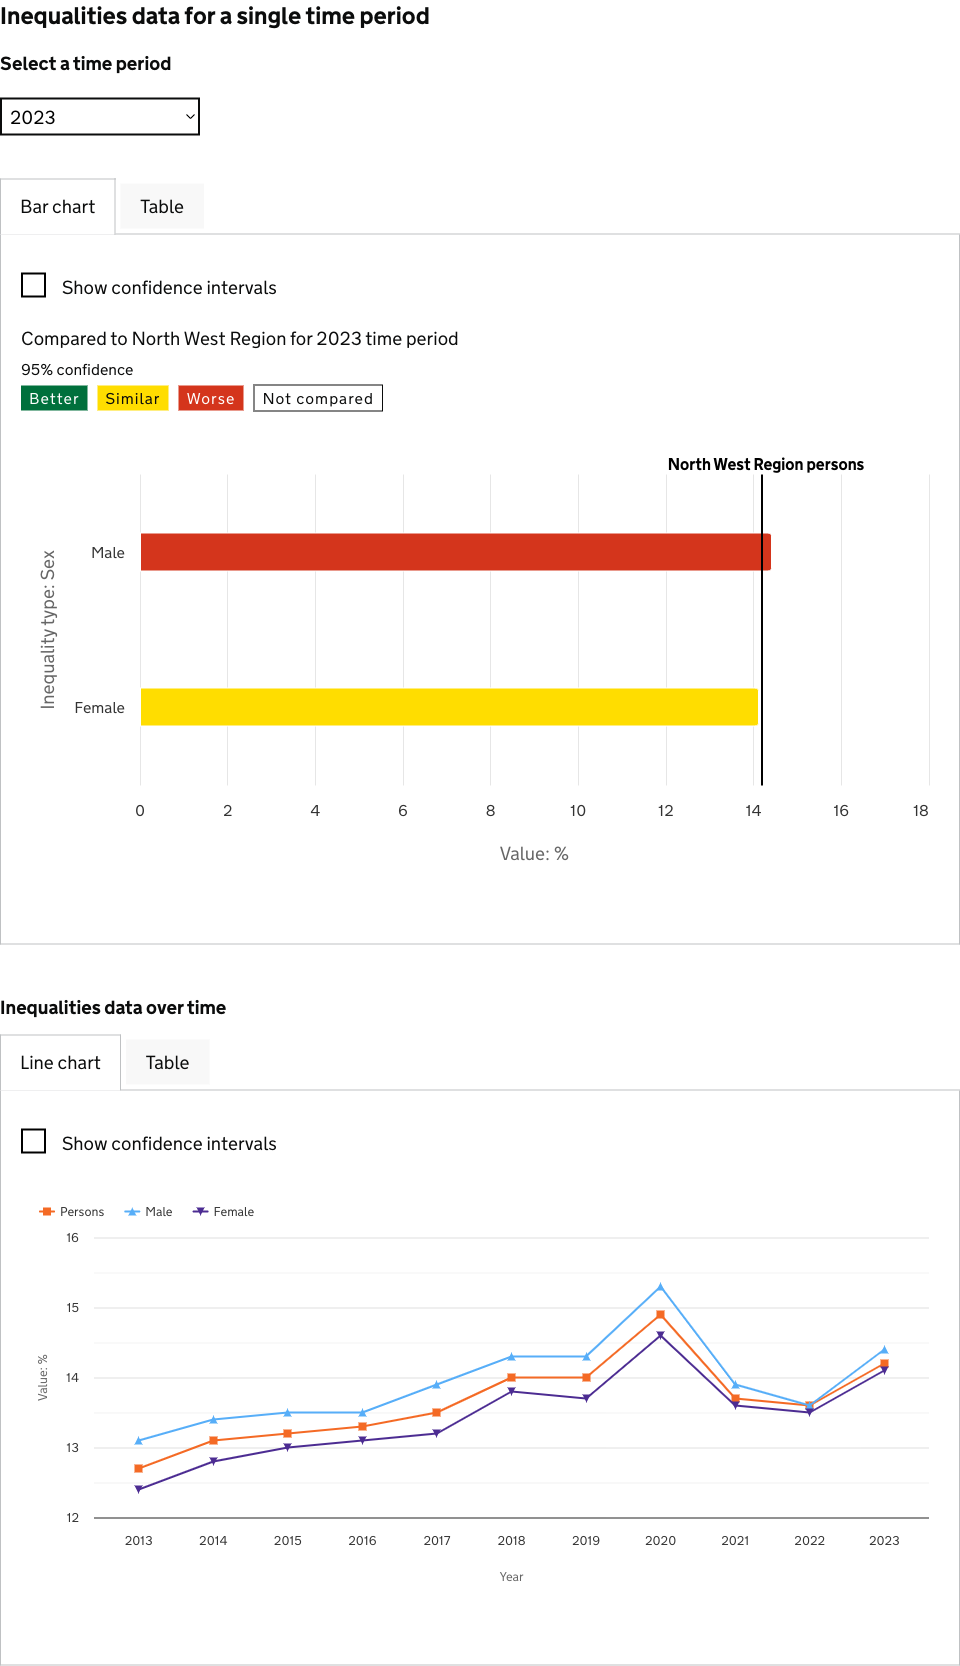 Inequalities data for a single time period
Select a time period
2023
Bar chart
Table
Show confidence intervals
Compared to North West Region for 2023 time period
95% confidence
Better
Similar
Worse
Not compared
North West Region persons
Inequality type: Sex
Male
Female
0 2 4 6 8 10 12 14 16 18
Value: %
Inequalities data over time
Line chart
Table
Show confidence intervals
Persons Male Female
Value: %
16
15
14
13
12
2013 2014 2015 2016 2017 2018 2019 2020 2021 2022 2023
Year